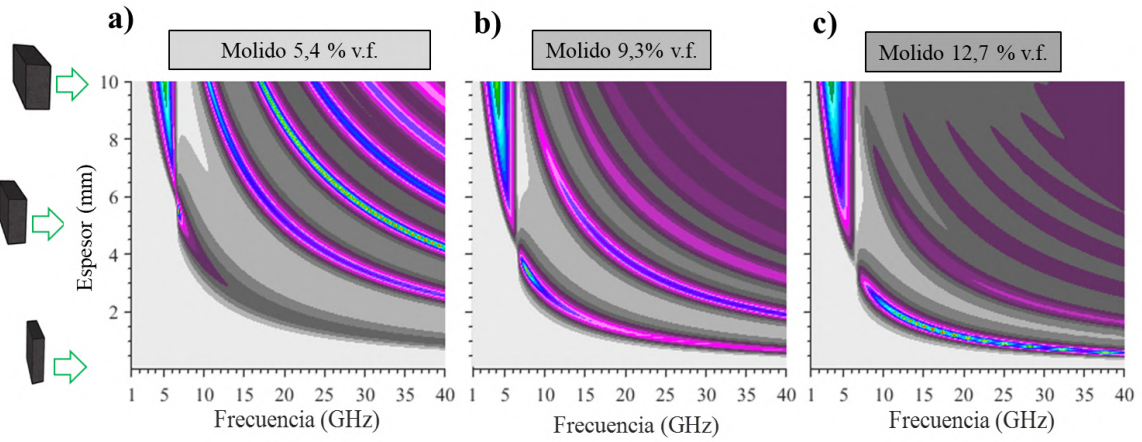 a)
Molido 5,4 % v.f.
b)
Molido 9,3% v.f.
c)
Molido 12,7 % v.f.
Espesor (mm)
10
8
6
4
2
1 5 10 15 20 25 30 35 40
Frecuencia (GHz)
1 5 10 15 20 25 30 35 40
Frecuencia (GHz)
1 5 10 15 20 25 30 35 40
Frecuencia (GHz)